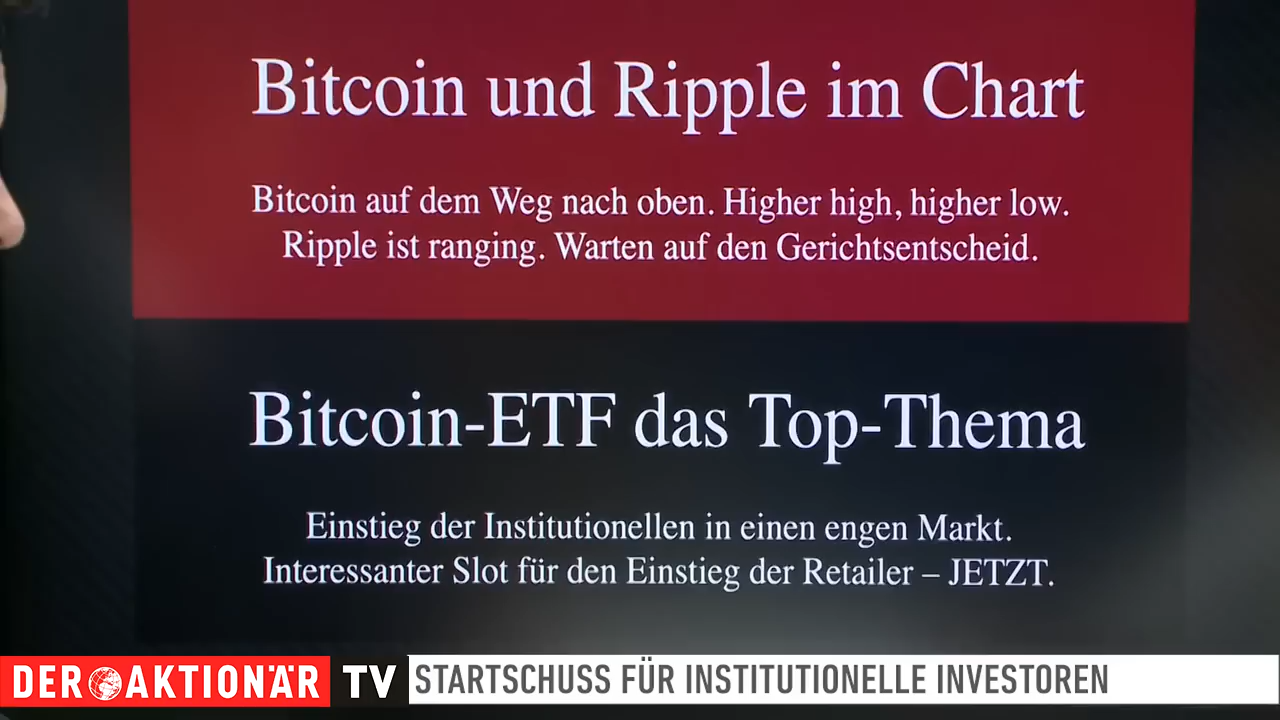 Bitcoin und Ripple im Chart
Bitcoin auf dem Weg nach oben. Higher high, higher low.
Ripple ist ranging. Warten auf den Gerichtsentscheid.
Bitcoin-ETF das Top-Thema
Einstieg der Institutionellen in einen engen Markt.
Interessanter Slot für den Einstieg der Retailer – JETZT.
DER AKTIONÄR TV STARTSCHUSS FÜR INSTITUTIONELLE INVESTOREN